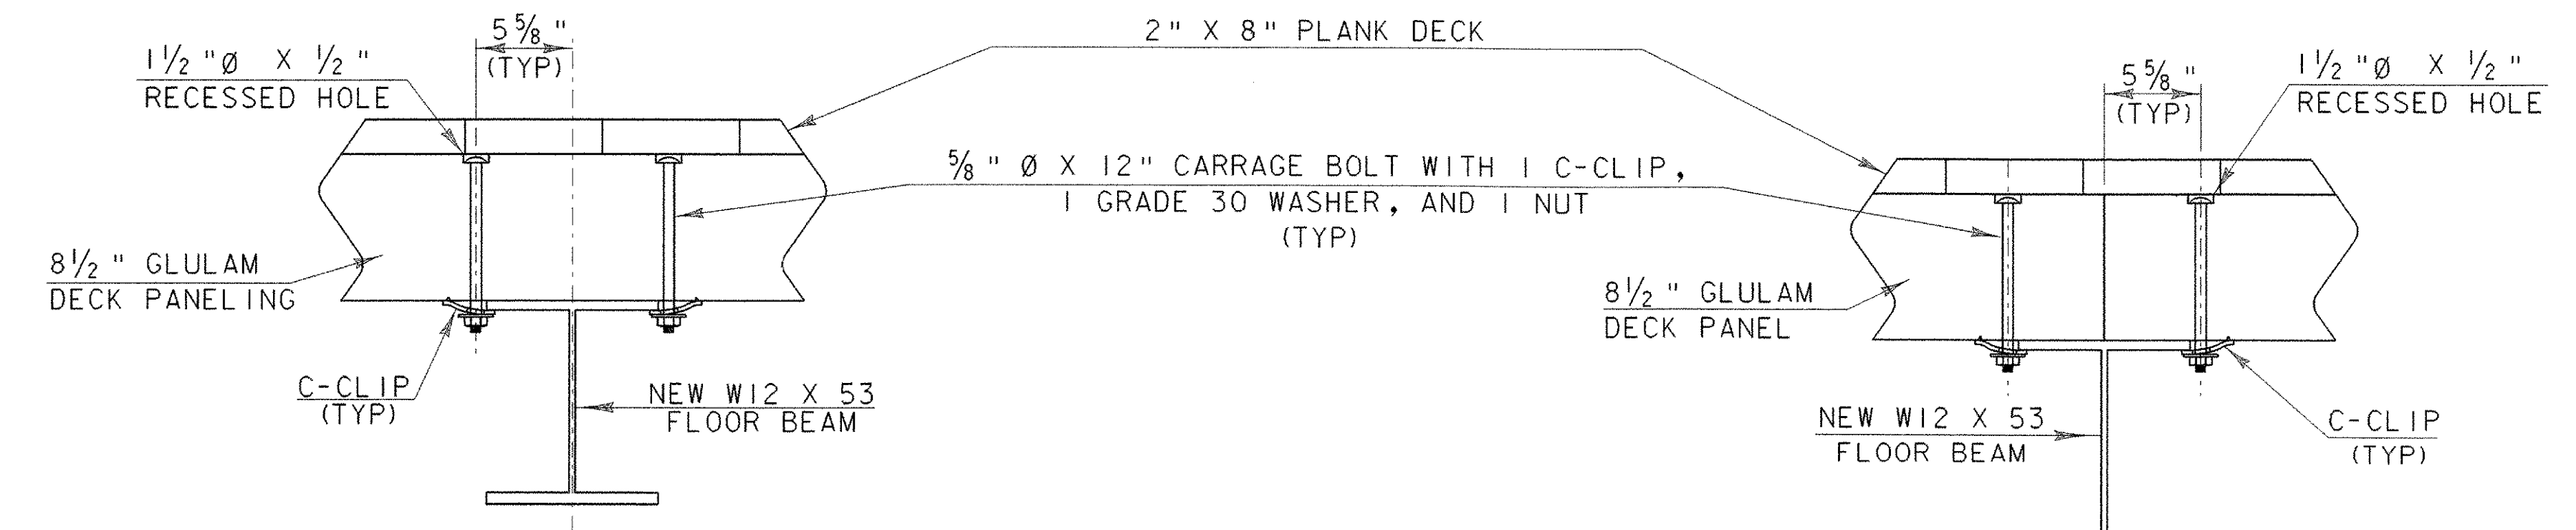 5 5/8 "
(TYP)
1 1/2 "Ø X 1/2 "
RECESSED HOLE
2" X 8" PLANK DECK
5/8 " Ø X 12" CARRAGE BOLT WITH 1 C-CLIP,
1 GRADE 30 WASHER, AND 1 NUT
(TYP)
8 1/2 " GLULAM
DECK PANELING
C-CLIP
(TYP)
NEW W12 X 53
FLOOR BEAM
5 5/8 "
(TYP)
1 1/2 "Ø X 1/2 "
RECESSED HOLE
8 1/2 " GLULAM
DECK PANEL
NEW W12 X 53
FLOOR BEAM
C-CLIP
(TYP)